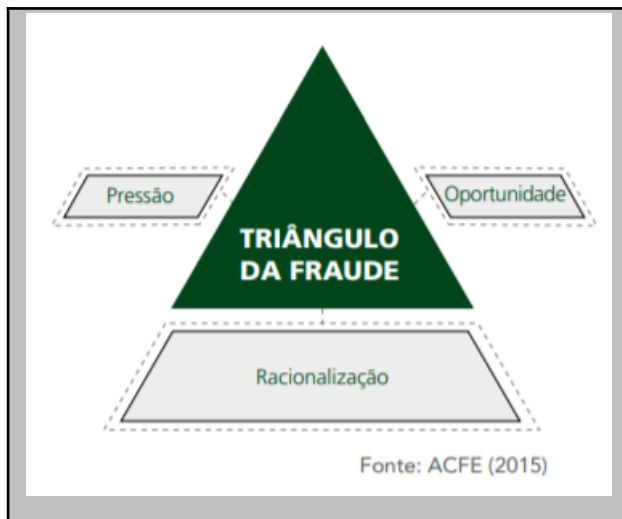 Pressão
Oportunidade
TRIÂNGULO
DA FRAUDE
Racionalização
Fonte: ACFE (2015)